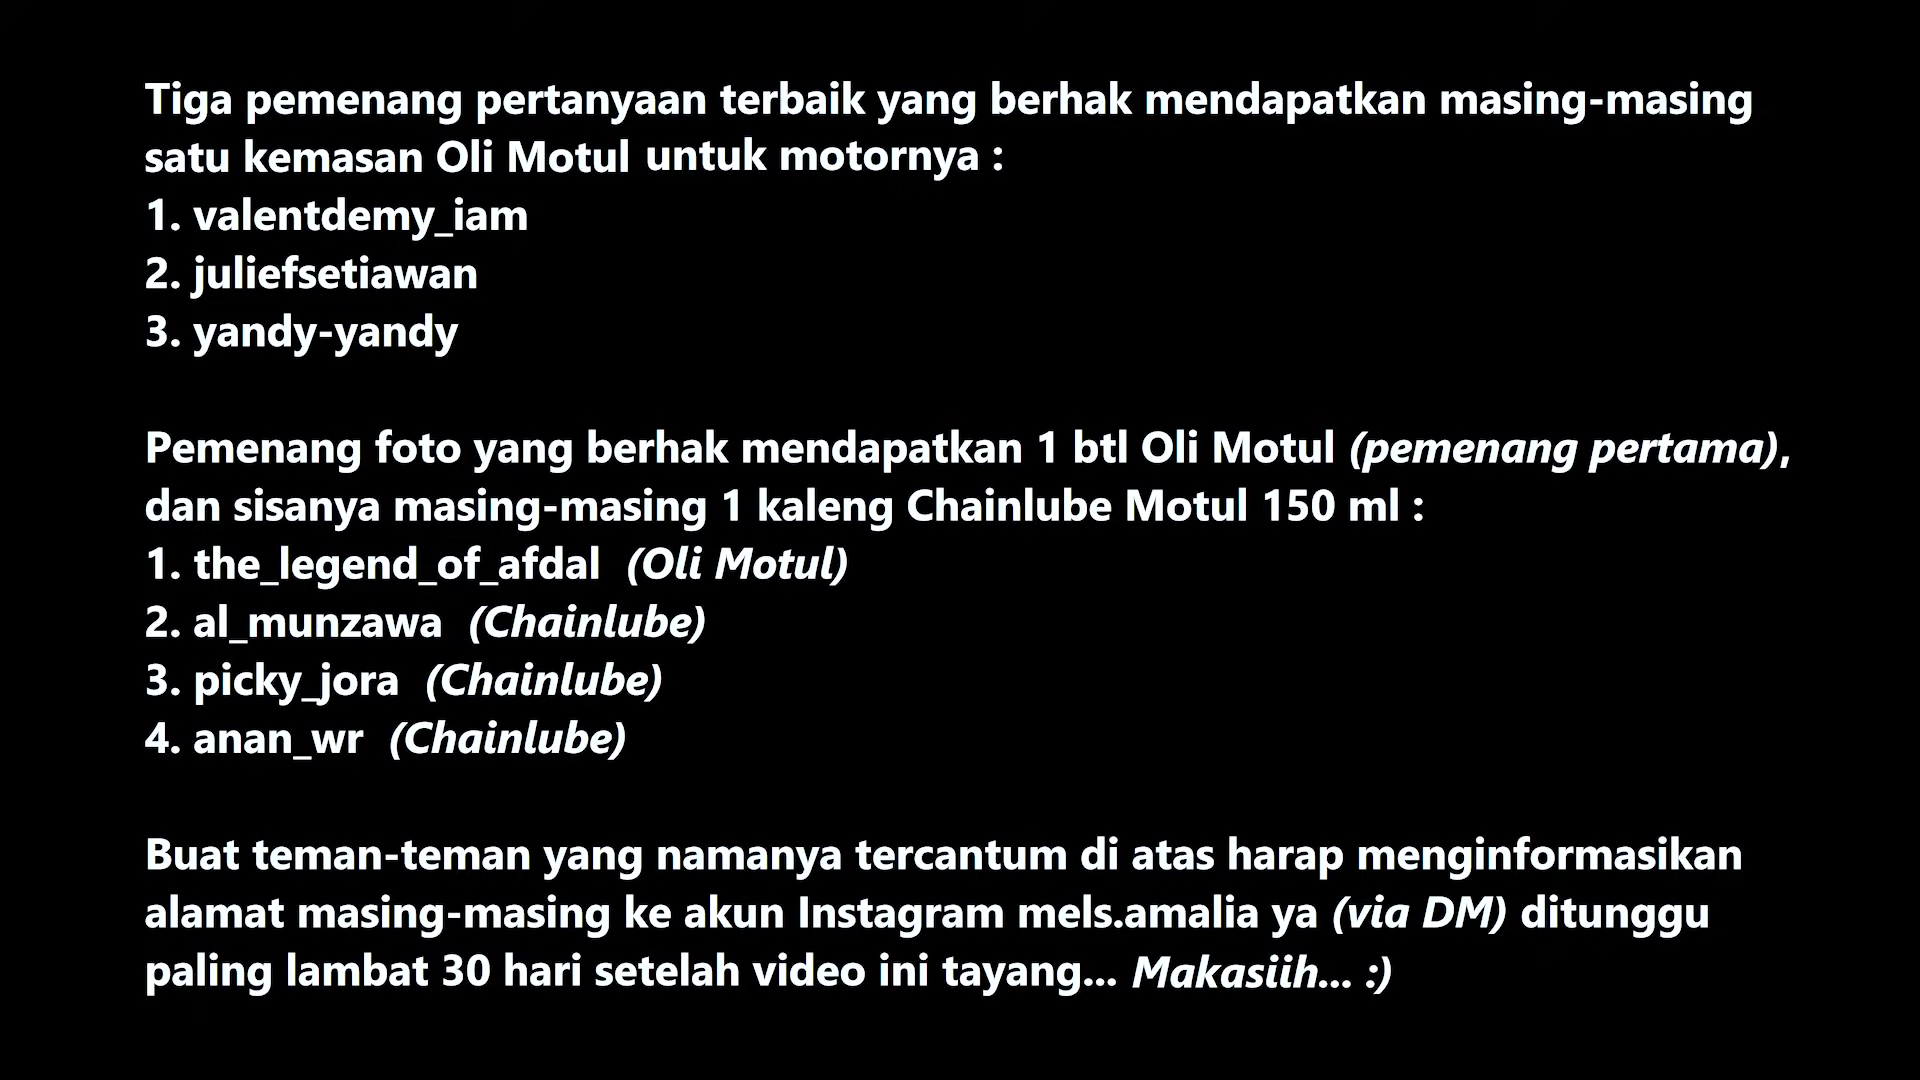 Tiga pemenang pertanyaan terbaik yang berhak mendapatkan masing-masing
satu kemasan Oli Motul untuk motornya :
1. valentdemy_iam
2. juliefsetiawan
3. yandy-yandy
Pemenang foto yang berhak mendapatkan 1 btl Oli Motul (pemenang pertama),
dan sisanya masing-masing 1 kaleng Chainlube Motul 150 ml :
1. the_legend_of_afdal (Oli Motul)
2. al_munzawa (Chainlube)
3. picky_jora (Chainlube)
4. anan_wr (Chainlube)
Buat teman-teman yang namanya tercantum di atas harap menginformasikan
alamat masing-masing ke akun Instagram mels.amalia ya (via DM) ditunggu
paling lambat 30 hari setelah video ini tayang... Makasiih... :)